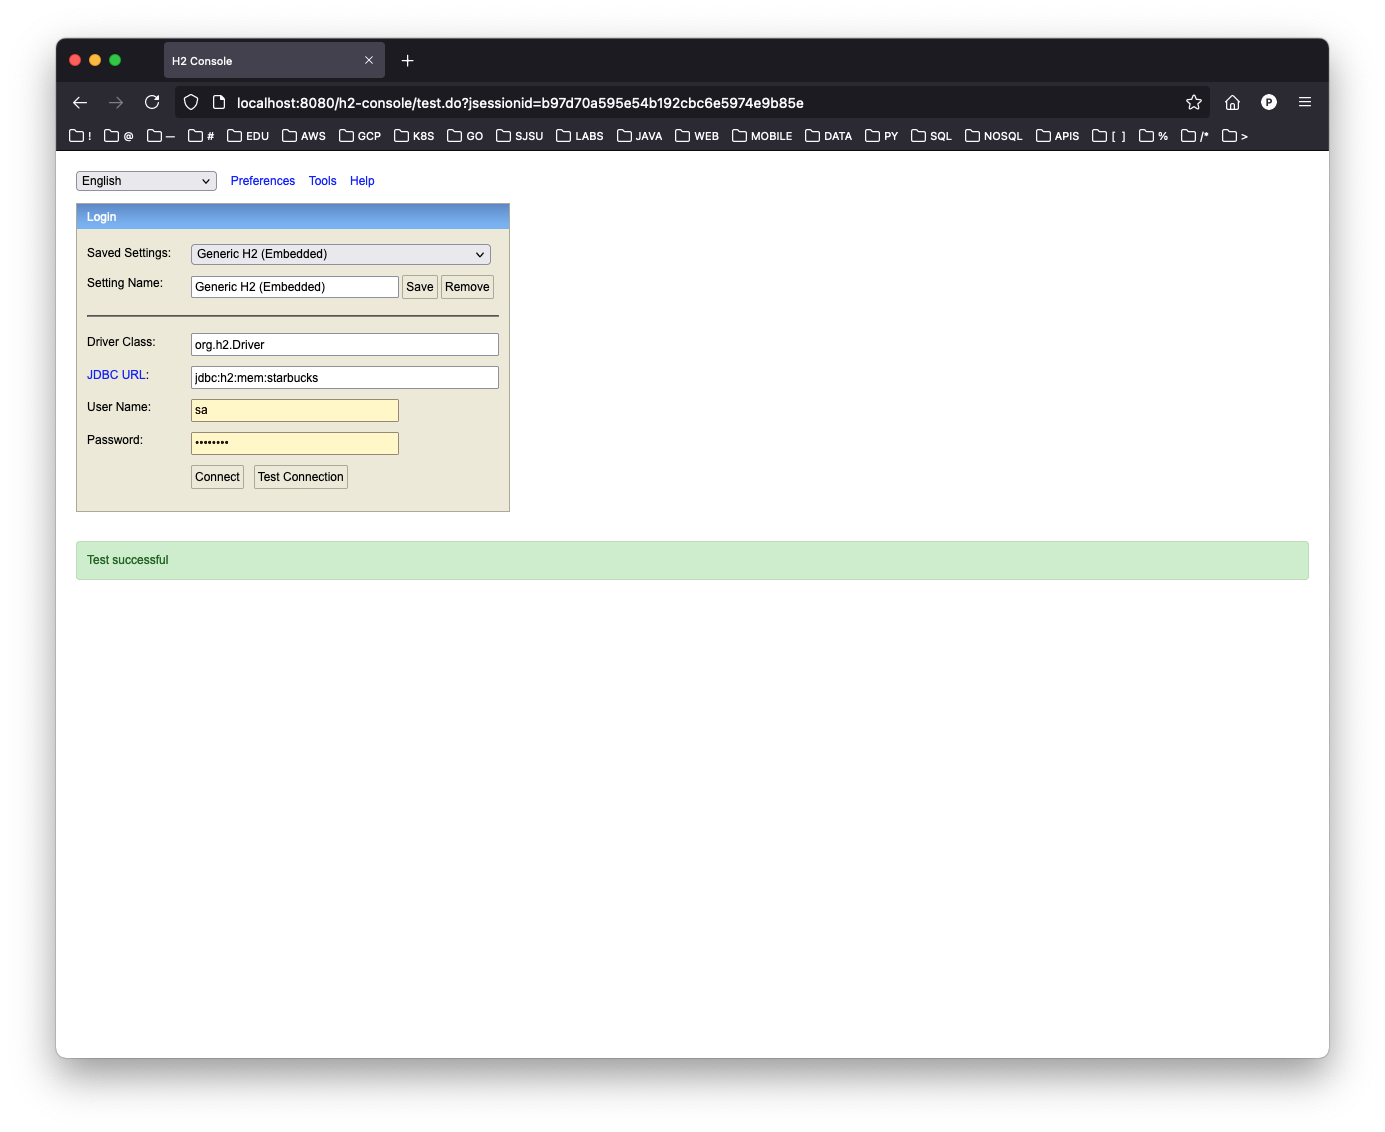 H2 Console
localhost:8080/h2-console/test.do?jsessionid=b97d70a595e54b192cbc6e5974e9b85e
P
! @ — # EDU AWS GCP K8S GO SJSU LABS JAVA WEB MOBILE DATA PY SQL NOSQL APIS [ ] % /* >
English Preferences Tools Help
Login
Saved Settings: Generic H2 (Embedded)
Setting Name: Generic H2 (Embedded) Save Remove
Driver Class: org.h2.Driver
JDBC URL: jdbc:h2:mem:starbucks
User Name: sa
Password: ••••••••
Connect Test Connection
Test successful